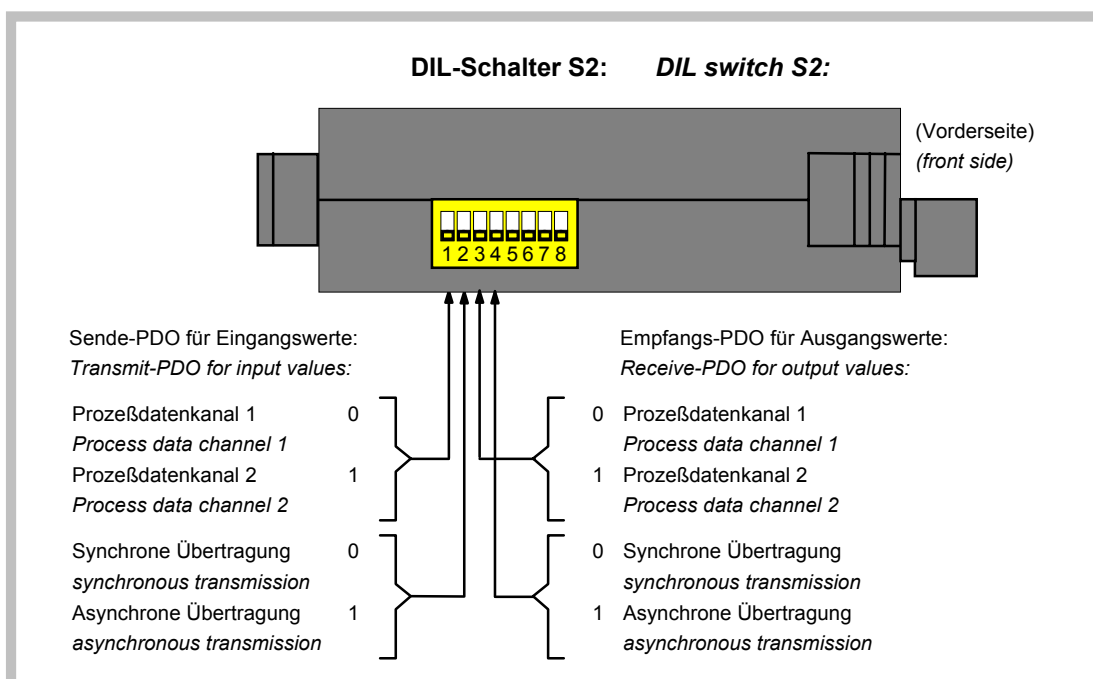 DIL-Schalter S2: DIL switch S2:
(Vorderseite)
(front side)
1 2 3 4 5 6 7 8
Sende-PDO für Eingangswerte:
Transmit-PDO for input values:
Prozeßdatenkanal 1 0
Process data channel 1
Prozeßdatenkanal 2 1
Process data channel 2
Synchrone Übertragung 0
synchronous transmission
Asynchrone Übertragung 1
asynchronous transmission
Empfangs-PDO für Ausgangswerte:
Receive-PDO for output values:
0 Prozeßdatenkanal 1
Process data channel 1
1 Prozeßdatenkanal 2
Process data channel 2
0 Synchrone Übertragung
synchronous transmission
1 Asynchrone Übertragung
asynchronous transmission